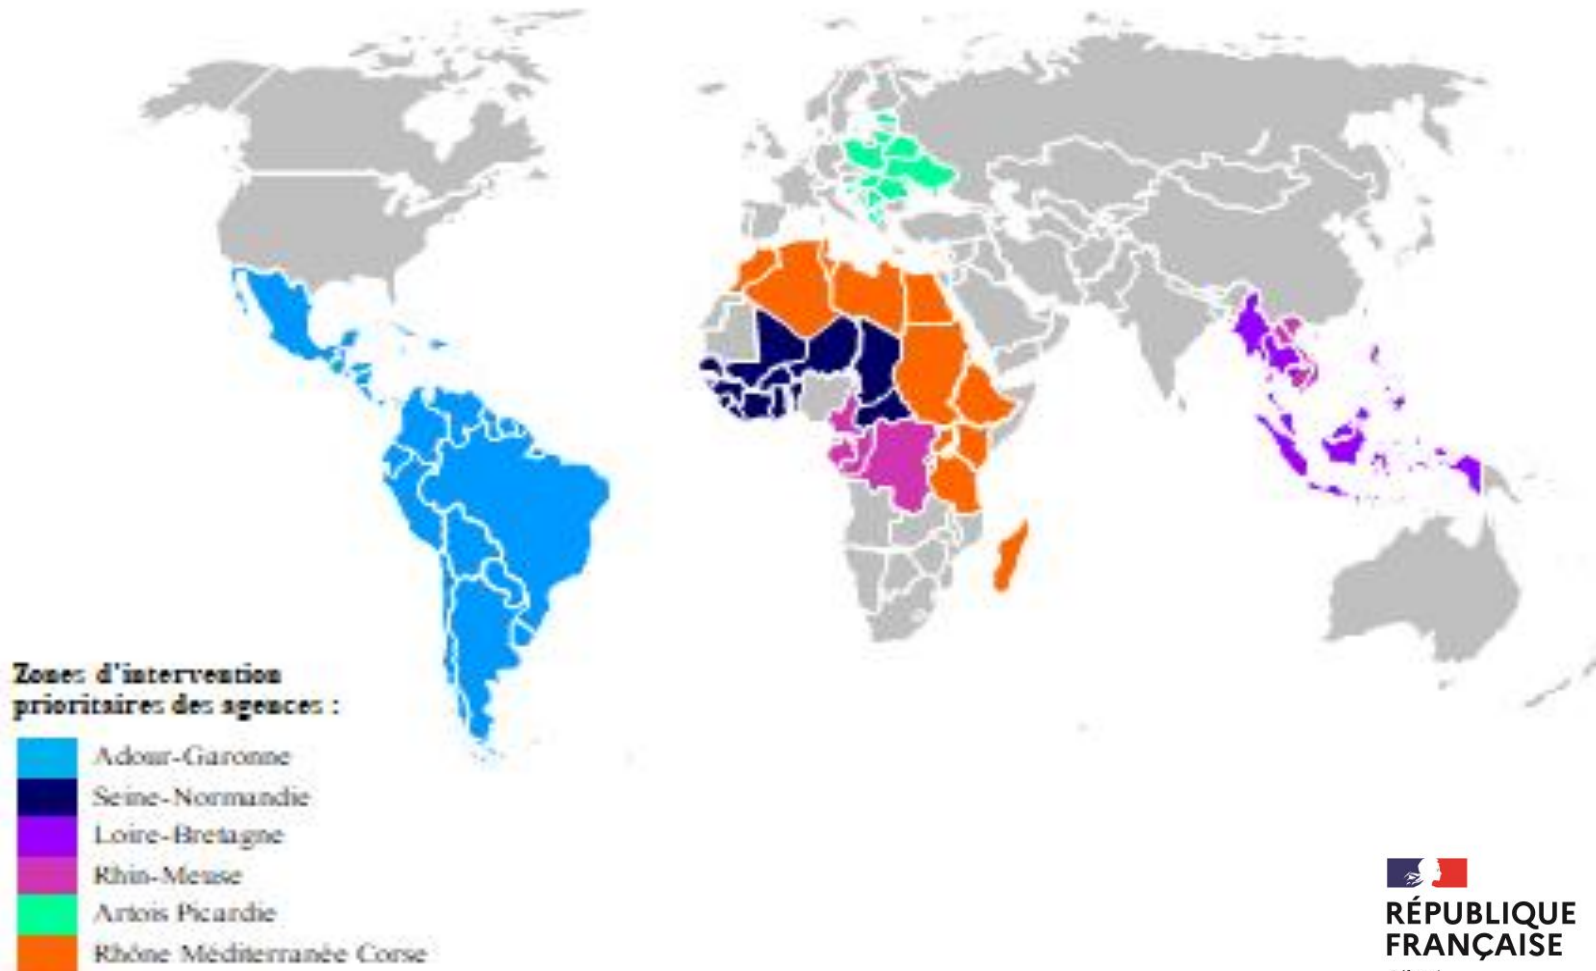 Zones d'intervention
prioritaires des agences :
Adour-Garonne
Seine-Normandie
Loire-Bretagne
Rhin-Meuse
Artois Picardie
Rhône Méditerranée Corse
RÉPUBLIQUE
FRANÇAISE